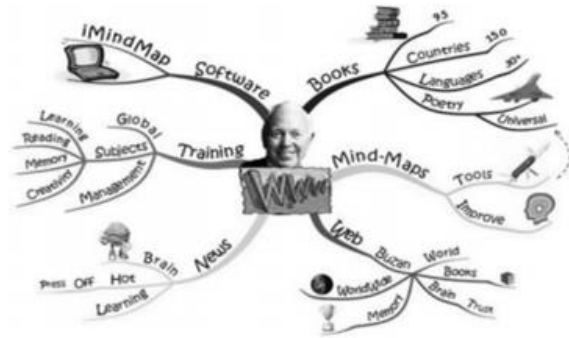 iMindMap
Software
Books
95
Countries 150
Languages 30+
Poetry
Universal
Learning
Reading
Memory
Creativity
Subjects
Global
Management
Training
Mind-Maps
Tools
Improve
Web
Buzan
World
Books
Brain Trust
WorldWide
Memory
News
Brain
Press Off Hot
Learning